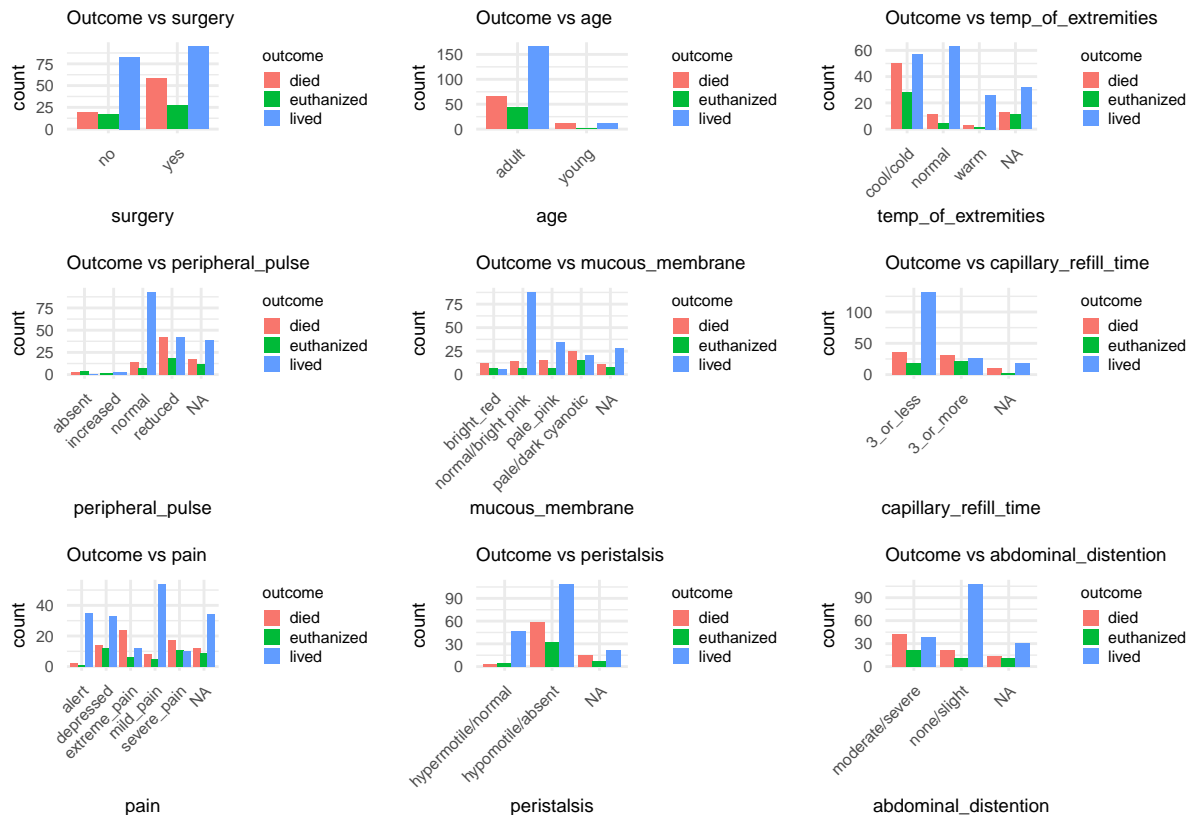 Outcome vs surgery
count
75
50
25
0
no
yes
surgery
outcome
died
euthanized
lived
Outcome vs age
count
150
100
50
0
adult
young
age
outcome
died
euthanized
lived
Outcome vs temp_of_extremities
count
60
40
20
0
cool/cold
normal
warm
NA
temp_of_extremities
outcome
died
euthanized
lived
Outcome vs peripheral_pulse
count
75
50
25
0
absent
increased
normal
reduced
NA
peripheral_pulse
outcome
died
euthanized
lived
Outcome vs mucous_membrane
count
75
50
25
0
bright_red
normal/bright pink
pale_pink
pale/dark cyanotic
NA
mucous_membrane
outcome
died
euthanized
lived
Outcome vs capillary_refill_time
count
100
50
0
3_or_less
3_or_more
NA
capillary_refill_time
outcome
died
euthanized
lived
Outcome vs pain
count
40
20
0
alert
depressed
extreme_pain
mild_pain
severe_pain
NA
pain
outcome
died
euthanized
lived
Outcome vs peristalsis
count
90
60
30
0
hypermotile/normal
hypomotile/absent
NA
peristalsis
outcome
died
euthanized
lived
Outcome vs abdominal_distention
count
90
60
30
0
moderate/severe
none/slight
NA
abdominal_distention
outcome
died
euthanized
lived